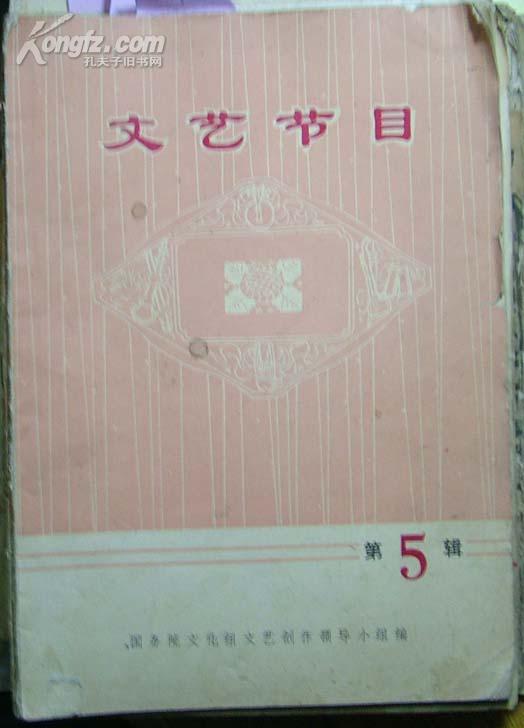 Kongfz.com
孔夫子旧书网
文艺节目
第5辑
国务院文化组文艺创作领导小组编